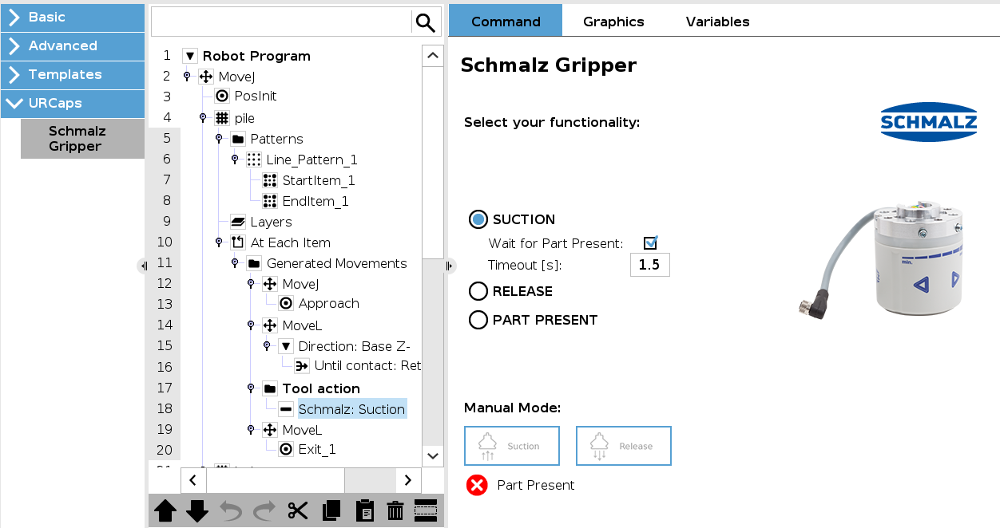 Basic
Advanced
Templates
URCaps
Schmalz
Gripper
1 Robot Program
2 MoveJ
3 PosInit
4 pile
5 Patterns
6 Line_Pattern_1
7 StartItem_1
8 EndItem_1
9 Layers
10 At Each Item
11 Generated Movements
12 MoveJ
13 Approach
14 MoveL
15 Direction: Base Z-
16 Until contact: Ret
17 Tool action
18 Schmalz: Suction
19 MoveL
20 Exit_1
Command Graphics Variables
Schmalz Gripper
Select your functionality:
SCHMALZ
SUCTION
Wait for Part Present:
Timeout [s]: 1.5
RELEASE
PART PRESENT
min.
Manual Mode:
Suction Release
Part Present